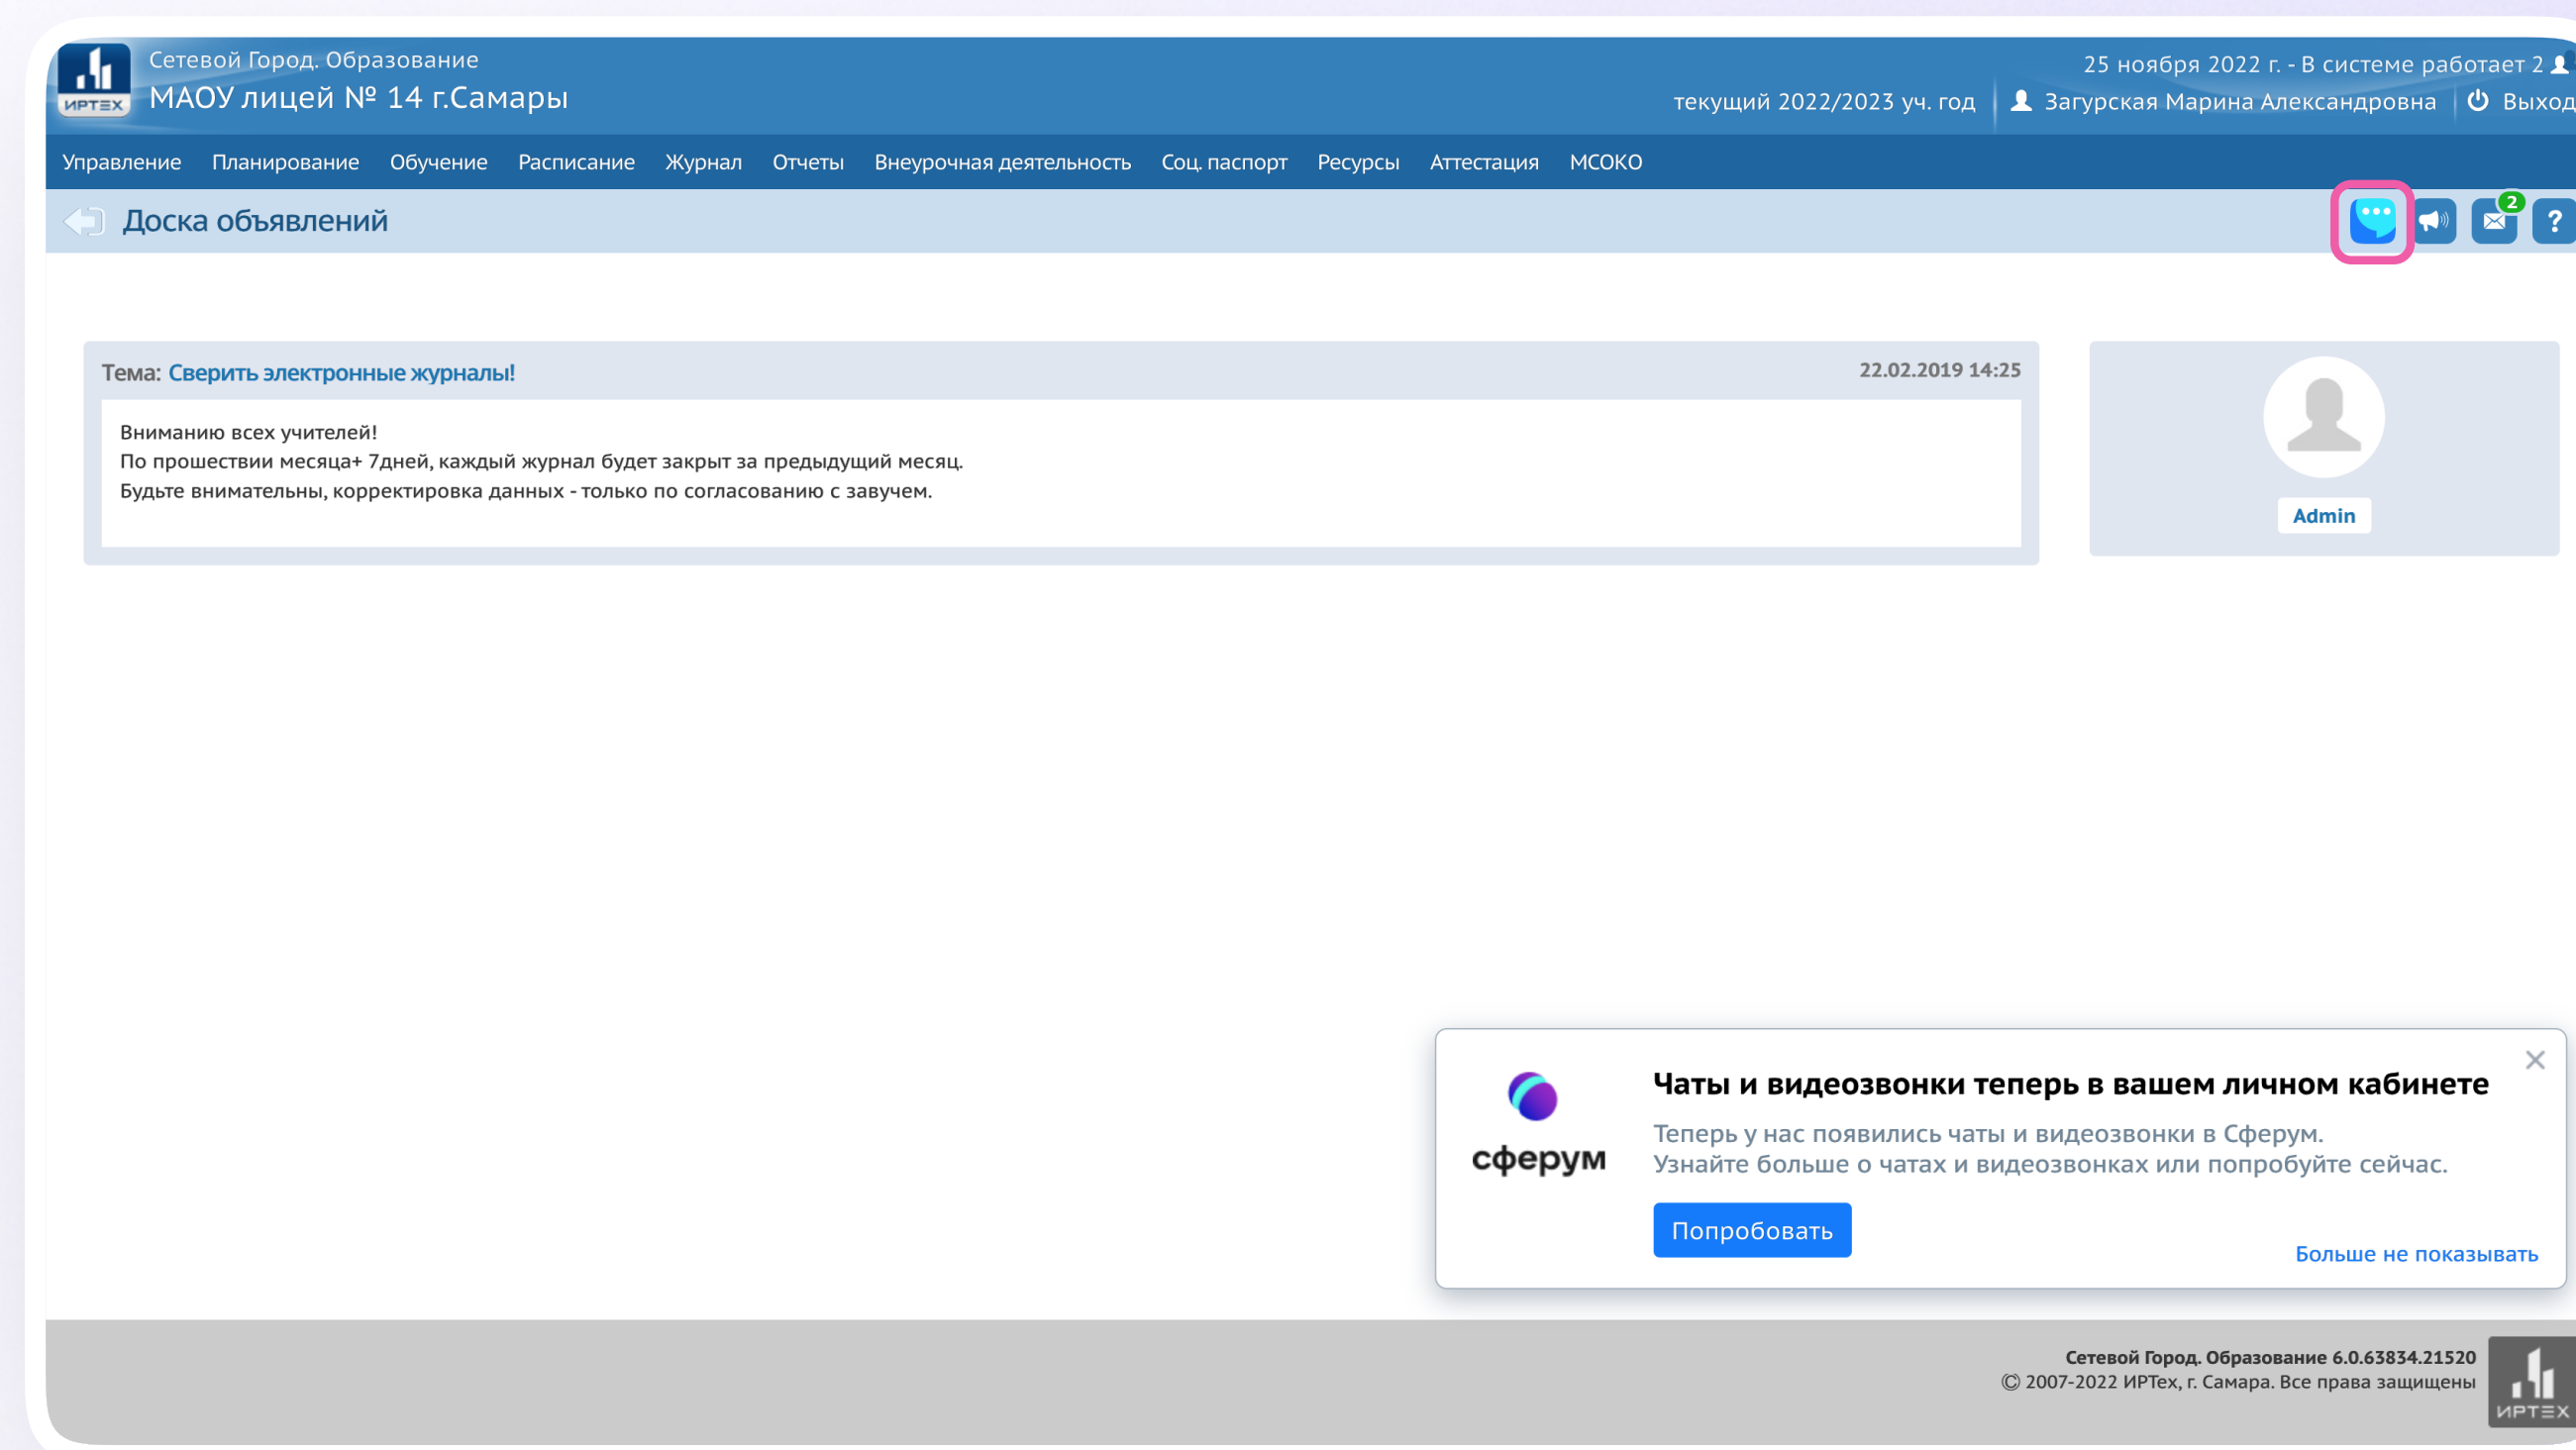 Сетевой Город. Образование
МАОУ лицей № 14 г.Самары
ИРТЕХ
25 ноября 2022 г. - В системе работает 2
текущий 2022/2023 уч. год
Загурская Марина Александровна
Выход
Управление Планирование Обучение Расписание Журнал Отчеты Внеурочная деятельность Соц. паспорт Ресурсы Аттестация МСОКО
Доска объявлений
2
?
Тема: Сверить электронные журналы!
22.02.2019 14:25
Вниманию всех учителей!
По прошествии месяца+ 7дней, каждый журнал будет закрыт за предыдущий месяц.
Будьте внимательны, корректировка данных - только по согласованию с завучем.
Admin
сферум
Чаты и видеозвонки теперь в вашем личном кабинете
Теперь у нас появились чаты и видеозвонки в Сферум.
Узнайте больше о чатах и видеозвонках или попробуйте сейчас.
Попробовать
Больше не показывать
Сетевой Город. Образование 6.0.63834.21520
© 2007-2022 ИРТех, г. Самара. Все права защищены
ИРТЕХ